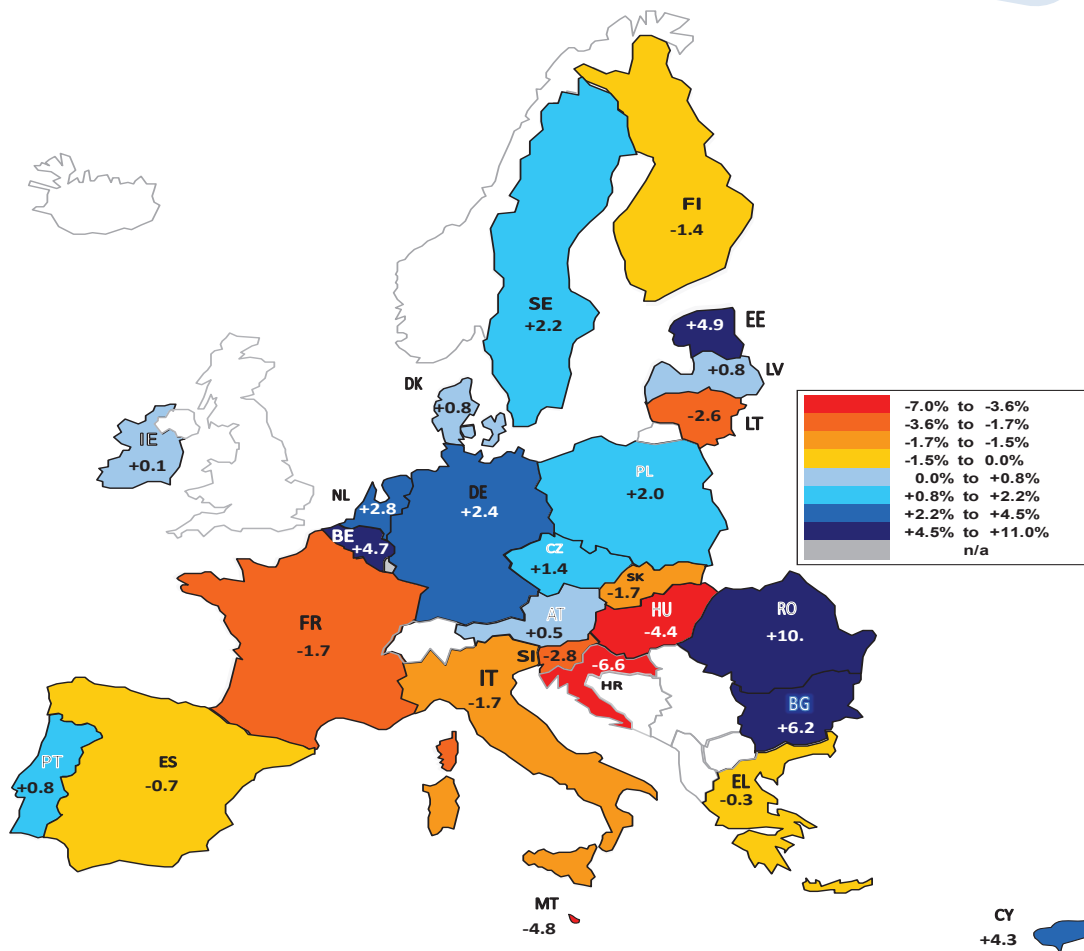 FI
-1.4
SE
+2.2
+4.9 EE
+0.8 LV
-2.6 LT
DK
+0.8
IE
+0.1
-7.0% to -3.6%
-3.6% to -1.7%
-1.7% to -1.5%
-1.5% to 0.0%
0.0% to +0.8%
+0.8% to +2.2%
+2.2% to +4.5%
+4.5% to +11.0%
n/a
NL
+2.8
DE
+2.4
PL
+2.0
BE
+4.7
CZ
+1.4
SK
-1.7
AT
+0.5
HU
-4.4
RO
+10.
FR
-1.7
SI -2.8
-6.6
HR
IT
-1.7
BG
+6.2
PT
+0.8
ES
-0.7
EL
-0.3
MT
-4.8
CY
+4.3